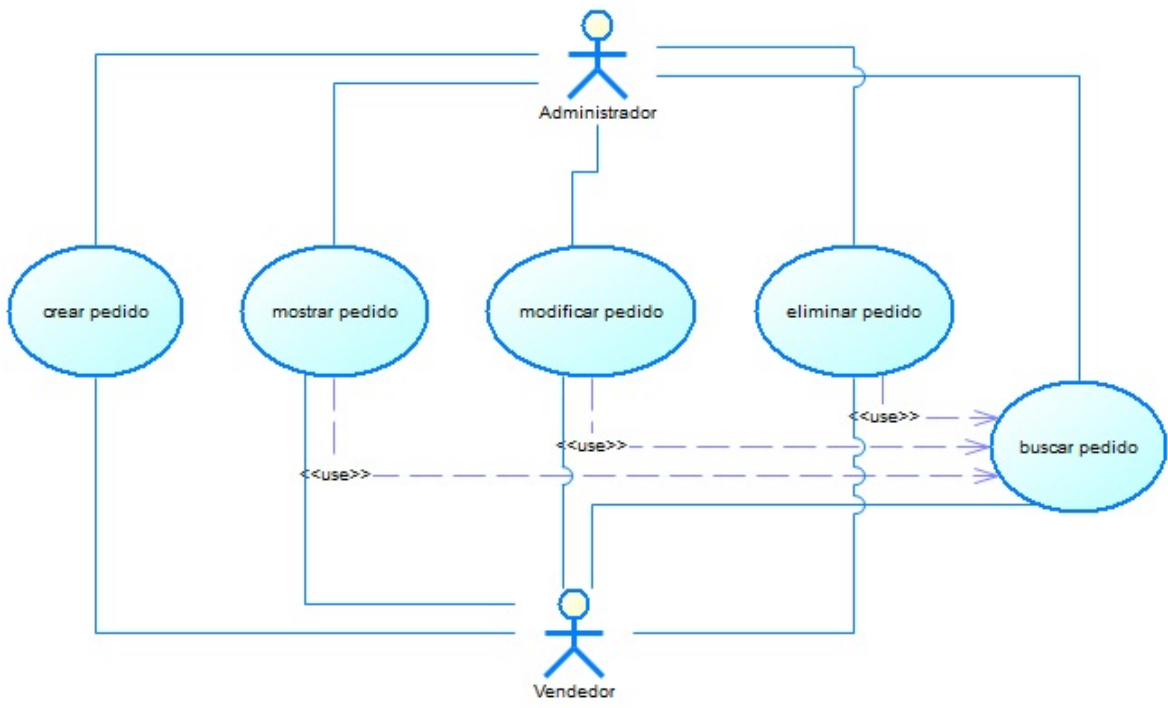 Administrador
crear pedido
mostrar pedido
modificar pedido
eliminar pedido
<<use>>
<<use>>
buscar pedido
<<use>>
Vendedor